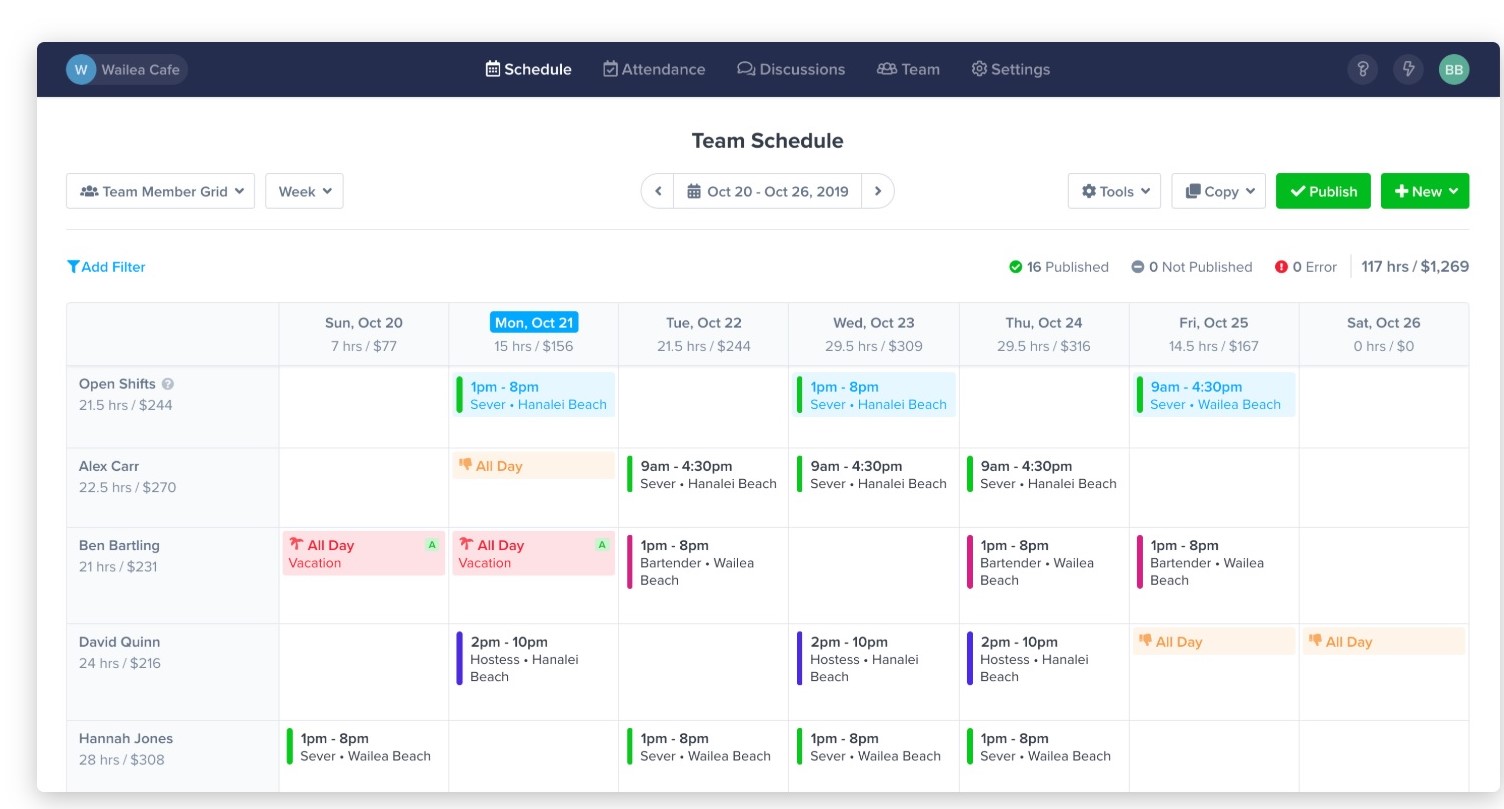 W Wailea Cafe
Schedule Attendance Discussions Team Settings
? BB
Team Schedule
Team Member Grid Week Oct 20 - Oct 26, 2019 Tools Copy Publish New
Add Filter 16 Published 0 Not Published 0 Error 117 hrs / $1,269
Sun, Oct 20 Mon, Oct 21 Tue, Oct 22 Wed, Oct 23 Thu, Oct 24 Fri, Oct 25 Sat, Oct 26
7 hrs / $77 15 hrs / $156 21.5 hrs / $244 29.5 hrs / $309 29.5 hrs / $316 14.5 hrs / $167 0 hrs / $0
Open Shifts ? 1pm - 8pm 1pm - 8pm 9am - 4:30pm
21.5 hrs / $244 Sever • Hanalei Beach Sever • Hanalei Beach Sever • Wailea Beach
Alex Carr All Day 9am - 4:30pm 9am - 4:30pm 9am - 4:30pm
22.5 hrs / $270 Sever • Hanalei Beach Sever • Hanalei Beach Sever • Hanalei Beach
Ben Bartling All Day A All Day A 1pm - 8pm 1pm - 8pm 1pm - 8pm
21 hrs / $231 Vacation Vacation Bartender • Wailea Bartender • Wailea Bartender • Wailea
Beach Beach Beach
David Quinn 2pm - 10pm 2pm - 10pm 2pm - 10pm All Day All Day
24 hrs / $216 Hostess • Hanalei Hostess • Hanalei Hostess • Hanalei
Beach Beach Beach
Hannah Jones 1pm - 8pm 1pm - 8pm 1pm - 8pm 1pm - 8pm
28 hrs / $308 Sever • Wailea Beach Sever • Wailea Beach Sever • Wailea Beach Sever • Wailea Beach